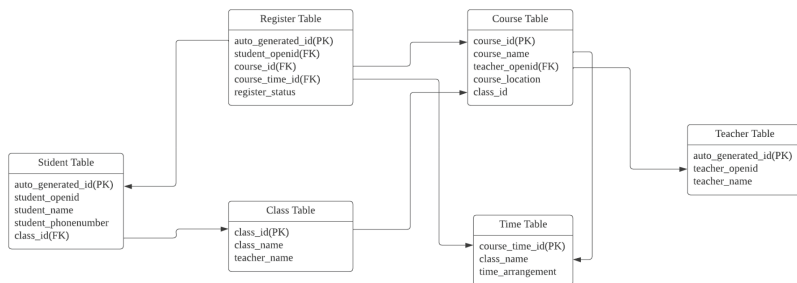 Register Table
auto_generated_id(PK)
student_openid(FK)
course_id(FK)
course_time_id(FK)
register_status
Course Table
course_id(PK)
course_name
teacher_openid(FK)
course_location
class_id
Teacher Table
auto_generated_id(PK)
teacher_openid
teacher_name
Stident Table
auto_generated_id(PK)
student_openid
student_name
student_phonenumber
class_id(FK)
Class Table
class_id(PK)
class_name
teacher_name
Time Table
course_time_id(PK)
class_name
time_arrangement